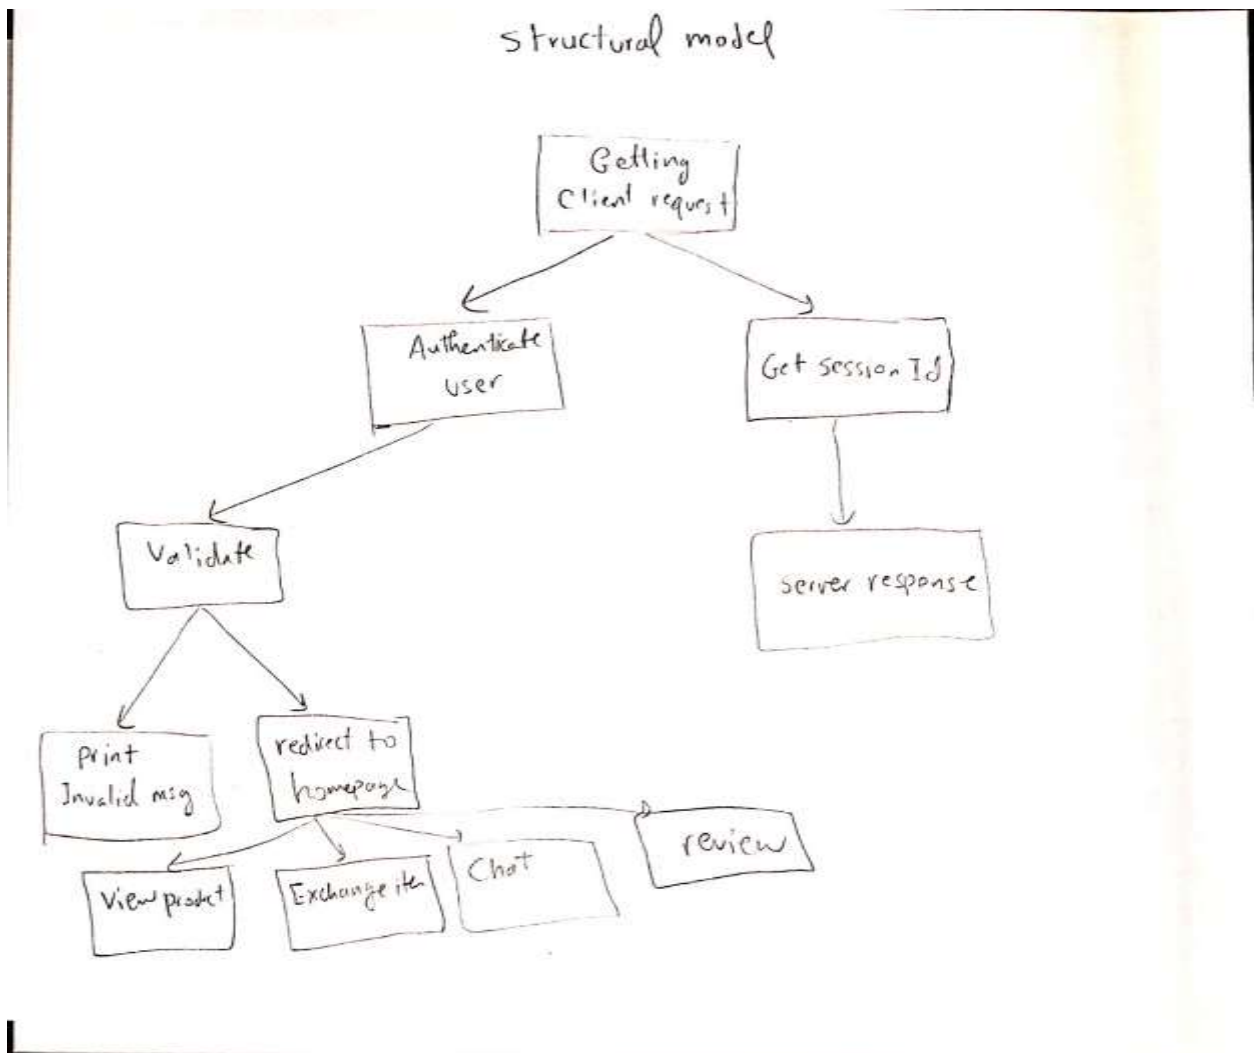 structural model
Getting
Client request
Authenticate
user
Get session Id
Validate
server response
print
Invalid msg
redirect to
homepage
View product
Exchange item
Chat
review